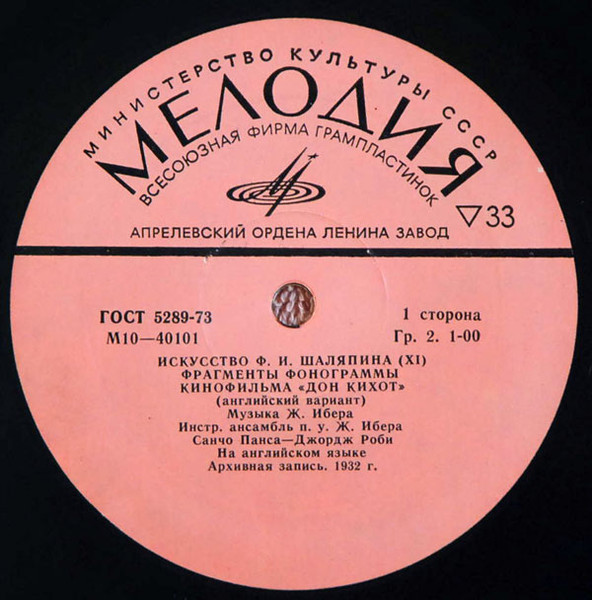 МИНИСТЕРСТВО КУЛЬТУРЫ СССР
МЕЛОДИЯ
ВСЕСОЮЗНАЯ ФИРМА ГРАМПЛАСТИНОК
▽33
АПРЕЛЕВСКИЙ ОРДЕНА ЛЕНИНА ЗАВОД
ГОСТ 5289-73
1 сторона
М10—40101
Гр. 2. 1-00
ИСКУССТВО Ф. И. ШАЛЯПИНА (XI)
ФРАГМЕНТЫ ФОНОГРАММЫ
КИНОФИЛЬМА «ДОН КИХОТ»
(английский вариант)
Музыка Ж. Ибера
Инстр. ансамбль п. у. Ж. Ибера
Санчо Панса—Джордж Роби
На английском языке
Архивная запись. 1932 г.